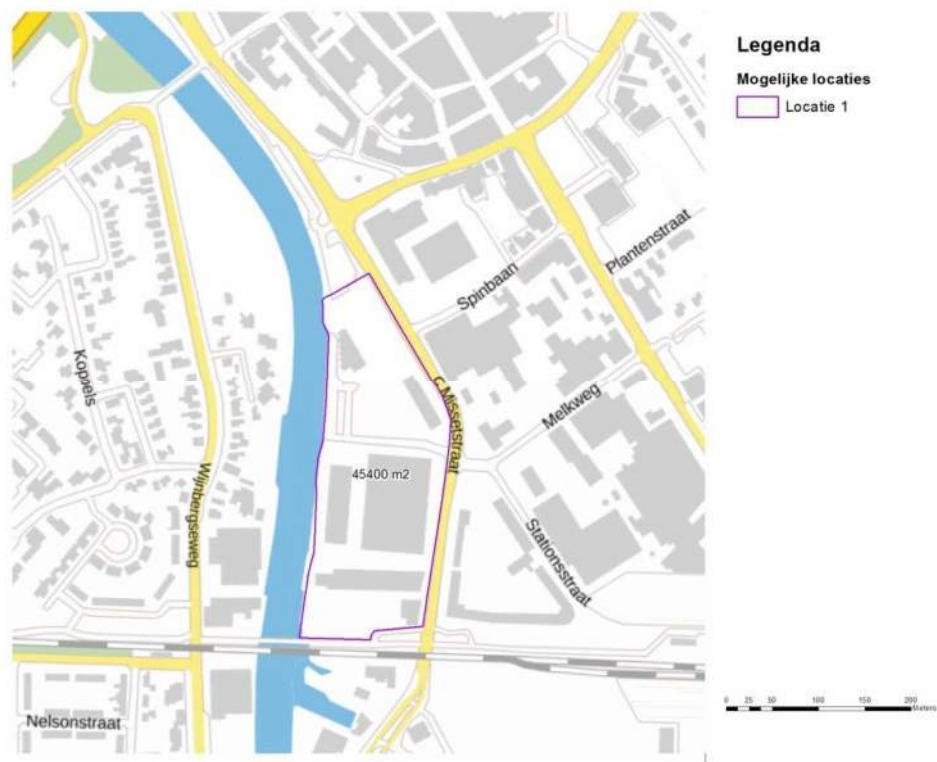 Legenda
Mogelijke locaties
Locatie 1
Plantenstraat
Spinbaan
Koppels
Melkweg
C. Missetstraat
45400 m2
Wijnbergseweg
Stationsstraat
Nelsonstraat
0 25 50 100 150 200
Meters